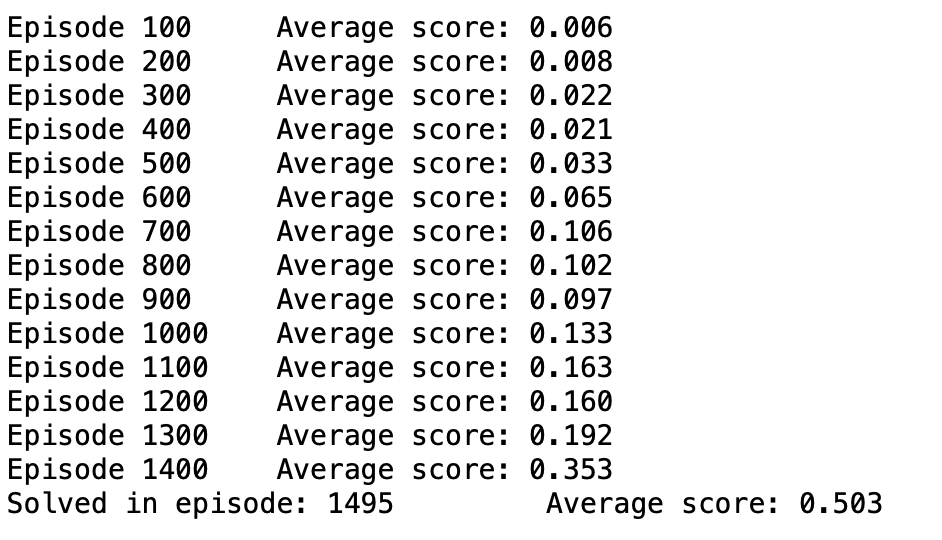 Episode 100     Average score: 0.006
Episode 200     Average score: 0.008
Episode 300     Average score: 0.022
Episode 400     Average score: 0.021
Episode 500     Average score: 0.033
Episode 600     Average score: 0.065
Episode 700     Average score: 0.106
Episode 800     Average score: 0.102
Episode 900     Average score: 0.097
Episode 1000    Average score: 0.133
Episode 1100    Average score: 0.163
Episode 1200    Average score: 0.160
Episode 1300    Average score: 0.192
Episode 1400    Average score: 0.353
Solved in episode: 1495         Average score: 0.503